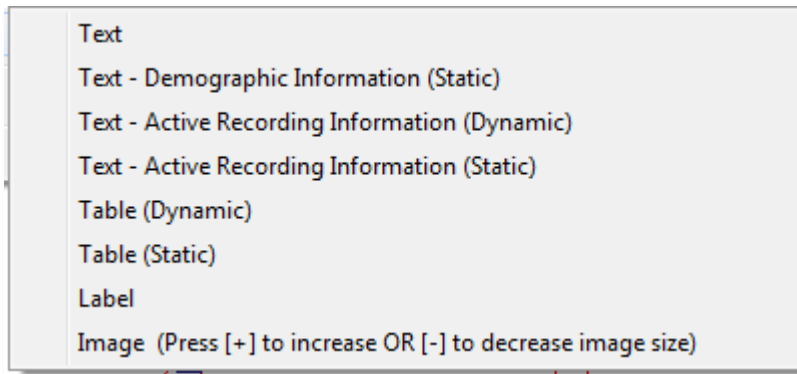 Text
Text - Demographic Information (Static)
Text - Active Recording Information (Dynamic)
Text - Active Recording Information (Static)
Table (Dynamic)
Table (Static)
Label
Image  (Press [+] to increase OR [-] to decrease image size)